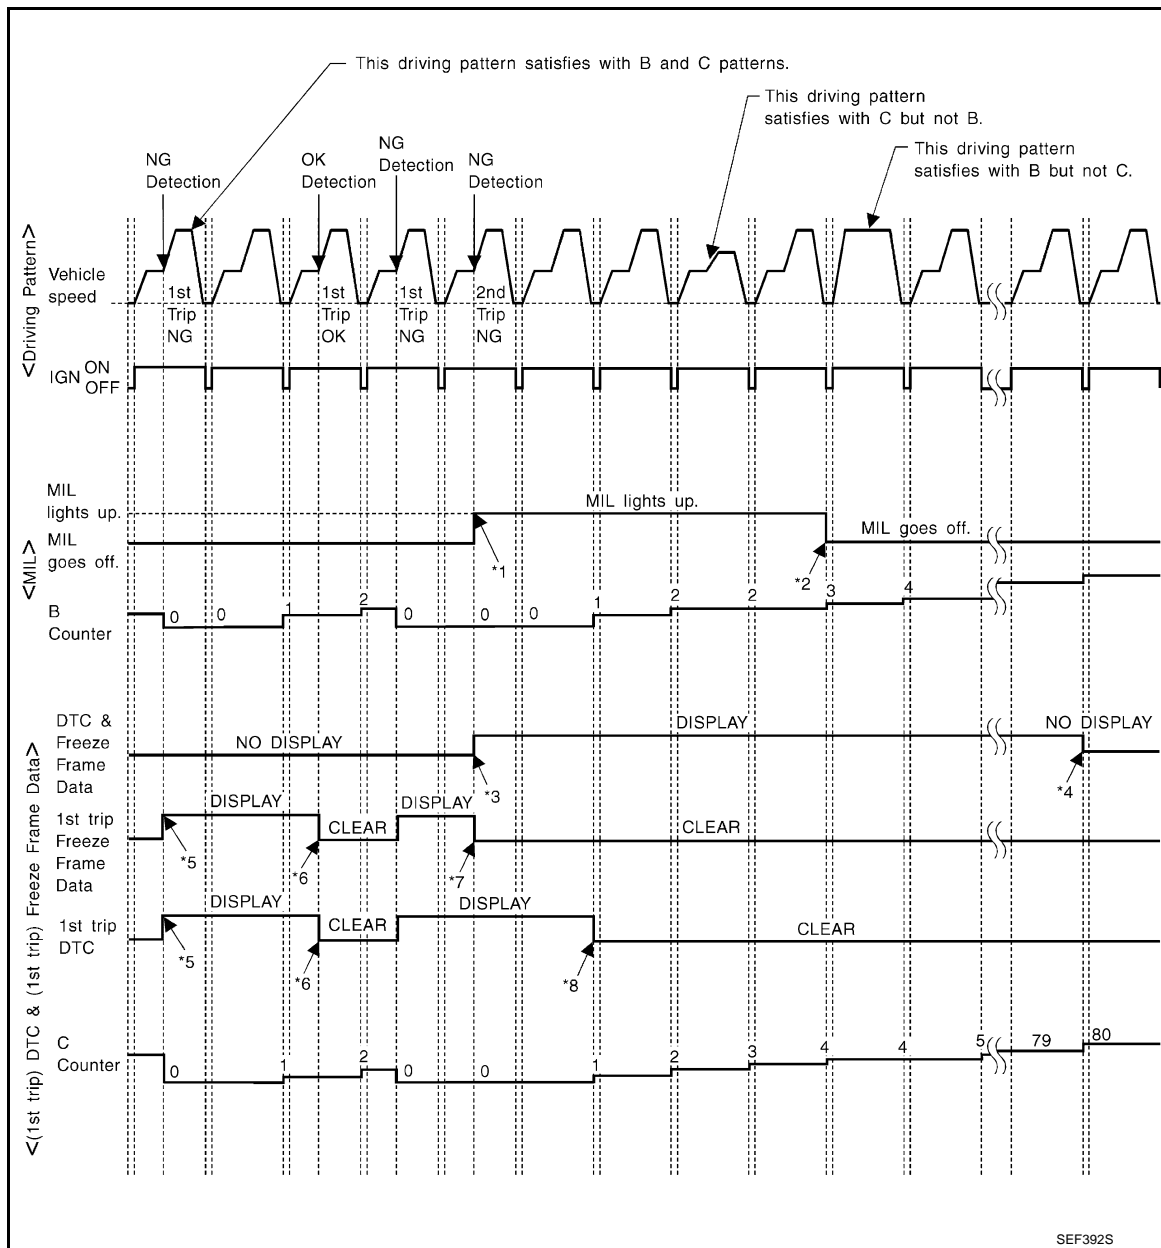 This driving pattern satisfies with B and C patterns.
This driving pattern
satisfies with C but not B.
This driving pattern
satisfies with B but not C.
NG
Detection
OK
Detection
NG
Detection
NG
Detection
<Driving Pattern>
Vehicle
speed
1st
Trip
NG
1st
Trip
OK
1st
Trip
NG
2nd
Trip
NG
IGN ON
OFF
<MIL>
MIL
lights up.
MIL lights up.
MIL
goes off.
MIL goes off.
*1
*2
B
Counter
0 0 1 2 0 0 0 1 2 2 3 4
<(1st trip) DTC & (1st trip) Freeze Frame Data>
DTC &
Freeze
Frame
Data
NO DISPLAY
DISPLAY
NO DISPLAY
*3
*4
1st trip
Freeze
Frame
Data
DISPLAY
CLEAR
DISPLAY
CLEAR
*5
*6
*7
1st trip
DTC
DISPLAY
CLEAR
DISPLAY
CLEAR
*5
*6
*8
C
Counter
0 1 2 0 0 1 2 3 4 4 5 79 80
SEF392S